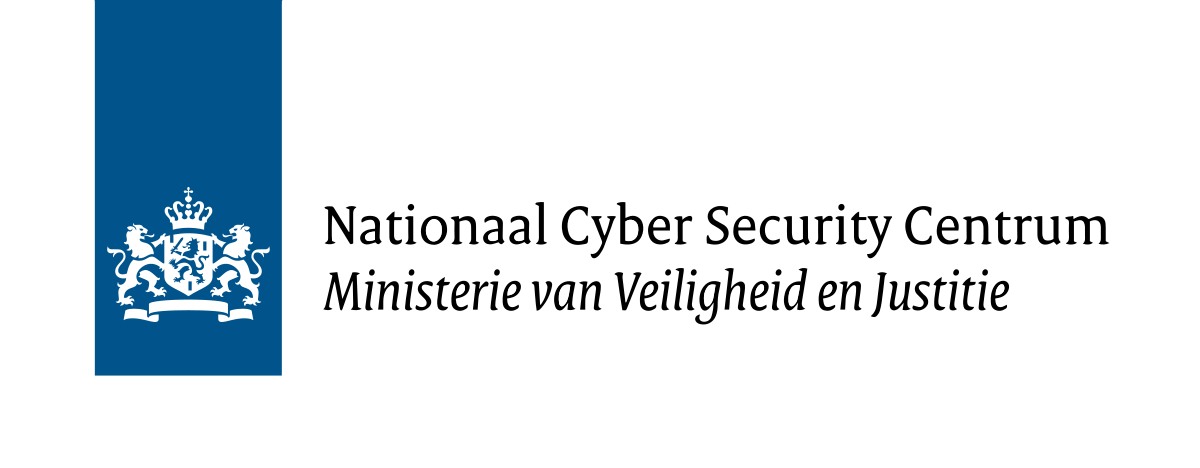 Nationaal Cyber Security Centrum
Ministerie van Veiligheid en Justitie